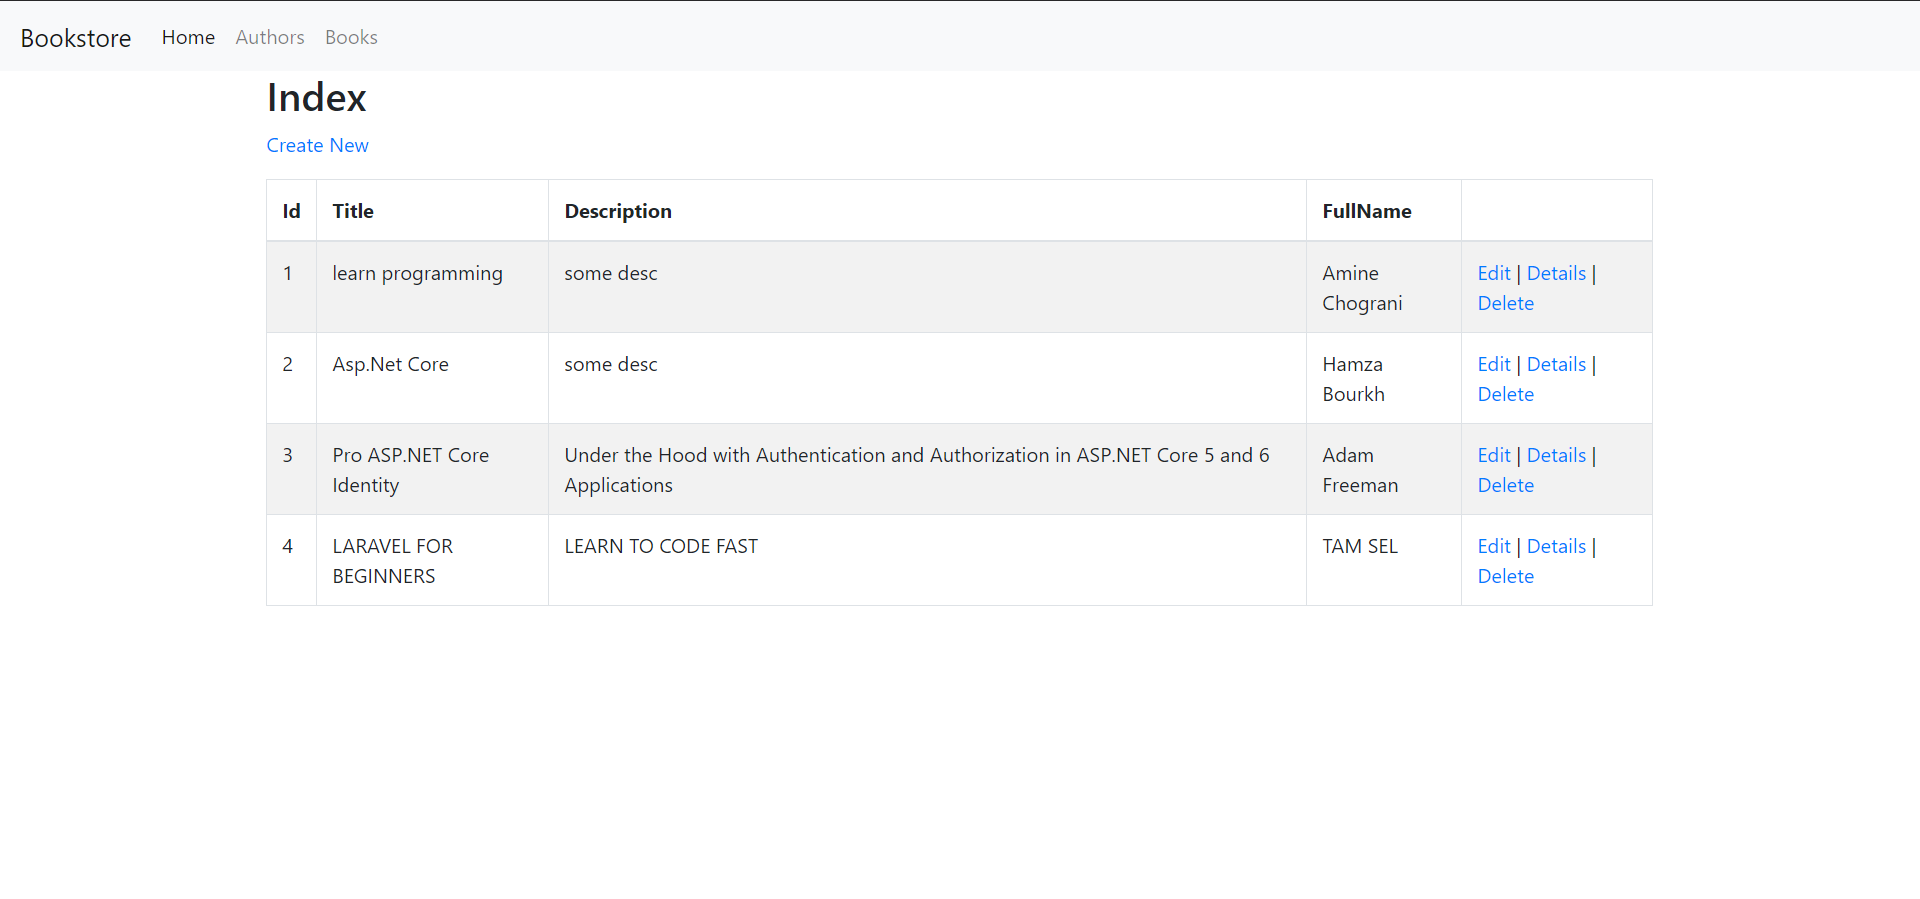 Bookstore Home Authors Books
Index
Create New
Id Title Description FullName
1 learn programming some desc Amine Chograni Edit | Details | Delete
2 Asp.Net Core some desc Hamza Bourkh Edit | Details | Delete
3 Pro ASP.NET Core Identity Under the Hood with Authentication and Authorization in ASP.NET Core 5 and 6 Applications Adam Freeman Edit | Details | Delete
4 LARAVEL FOR BEGINNERS LEARN TO CODE FAST TAM SEL Edit | Details | Delete